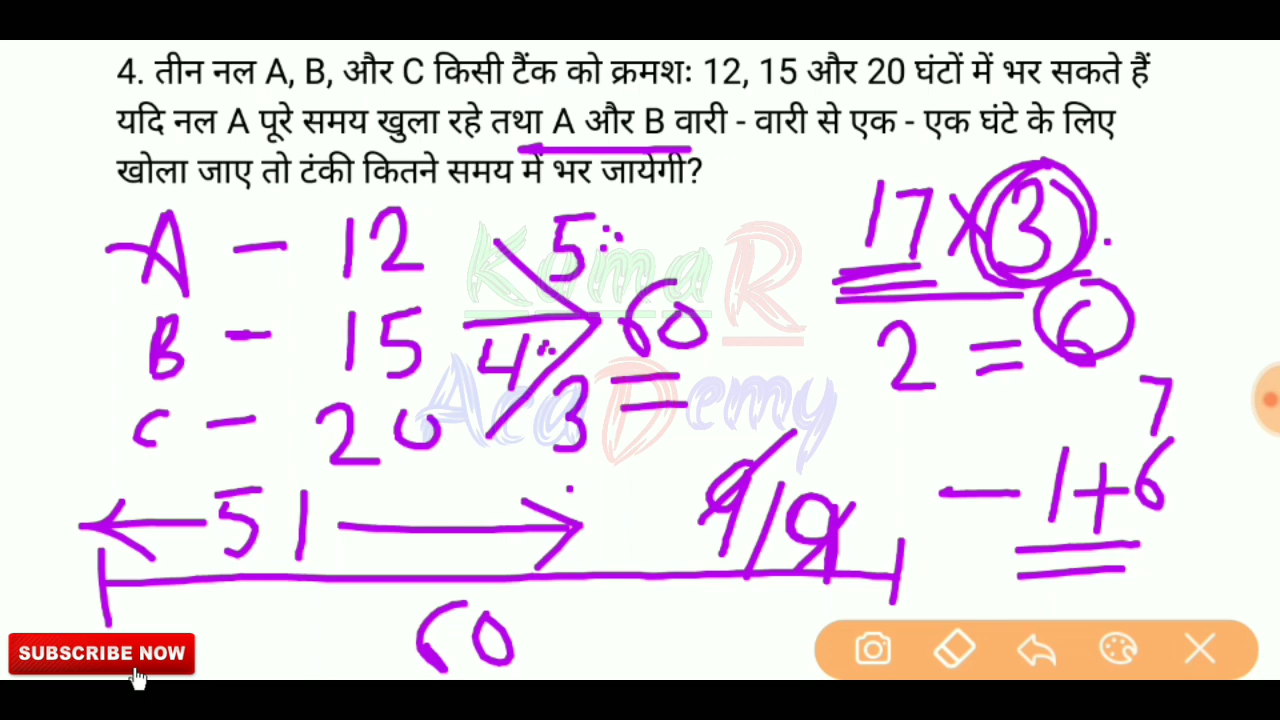 4. तीन नल A, B, और C किसी टैंक को क्रमशः 12, 15 और 20 घंटों में भर सकते हैं
यदि नल A पूरे समय खुला रहे तथा A और B वारी - वारी से एक - एक घंटे के लिए
खोला जाए तो टंकी कितने समय में भर जायेगी?
A - 12
5
B - 15
4
60
C - 20
3
17 x 3
2 = 6
7
- 1 + 6
51
9/9
60
KumaR
AcaDemy
SUBSCRIBE NOW